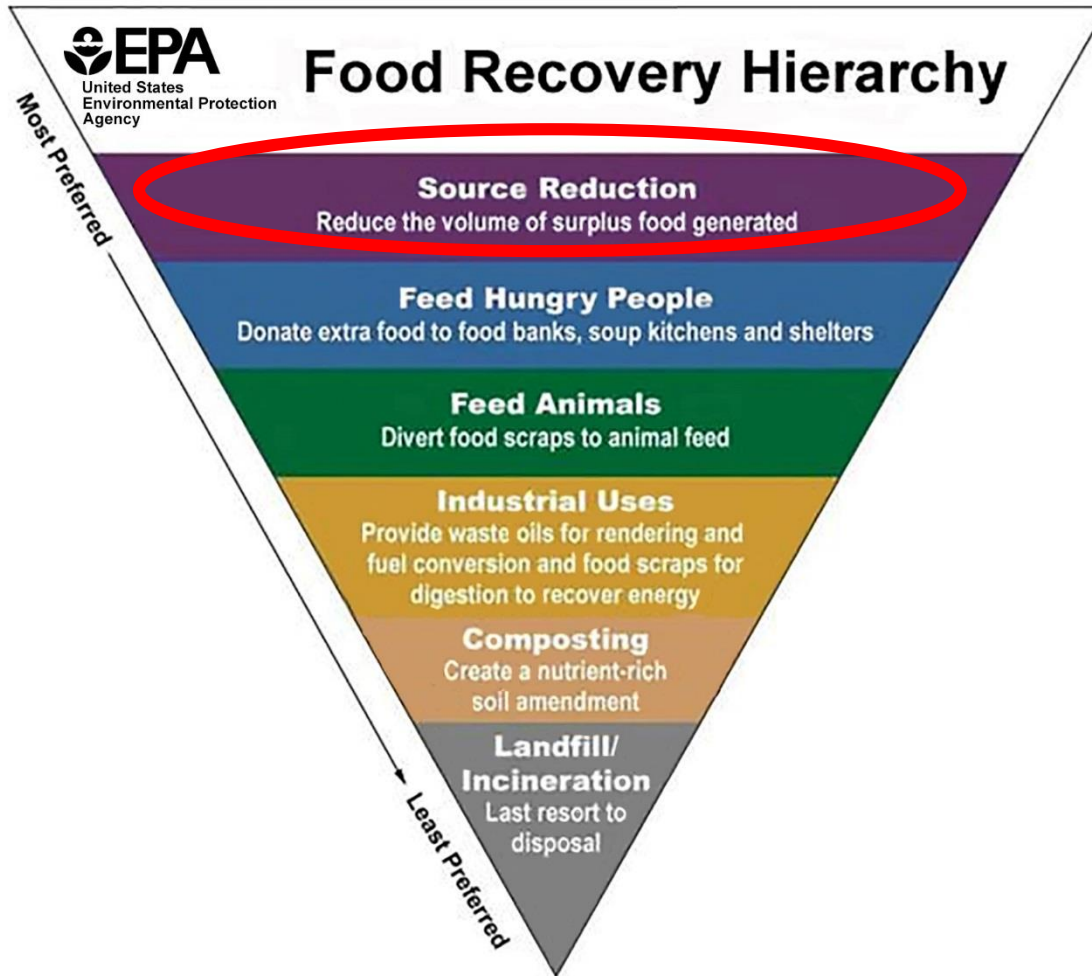 EPA
United States
Environmental Protection
Agency
Food Recovery Hierarchy
Most Preferred
Source Reduction
Reduce the volume of surplus food generated
Feed Hungry People
Donate extra food to food banks, soup kitchens and shelters
Feed Animals
Divert food scraps to animal feed
Industrial Uses
Provide waste oils for rendering and
fuel conversion and food scraps for
digestion to recover energy
Composting
Create a nutrient-rich
soil amendment
Landfill/
Incineration
Last resort to
disposal
Least Preferred